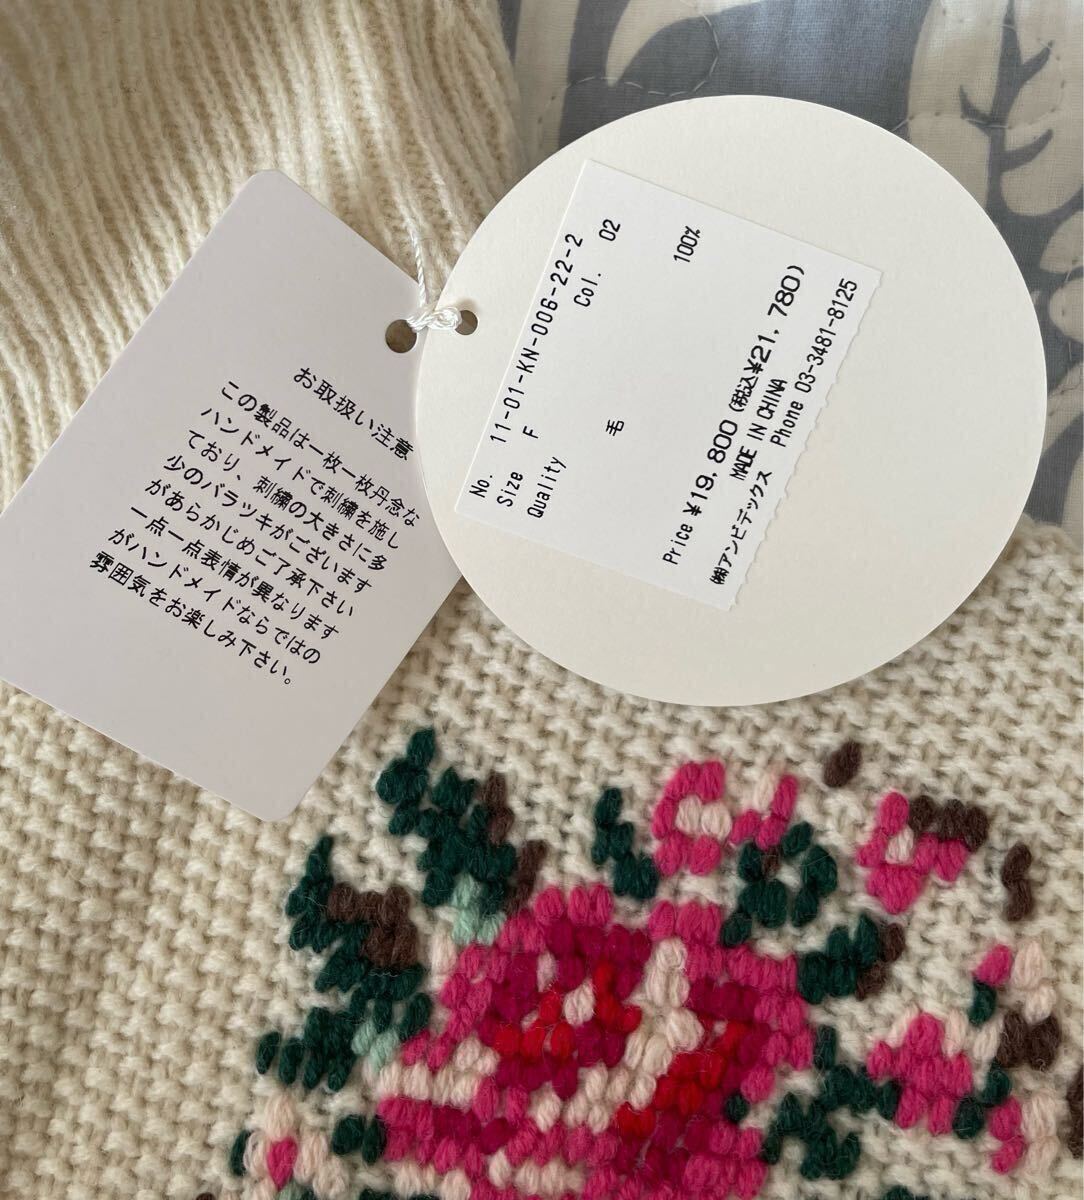 お取扱い注意
この製品は一枚一枚丹念な
ハンドメイドで刺繍を施し
ており、刺繍の大きさに多
少のバラツキがございます
があらかじめご了承下さい
一点一点表情が異なります
がハンドメイドならではの
雰囲気をお楽しみ下さい。
No. 11-01-KN-006-22-2
Size F Col. 02
Quality
毛 100%
Price ¥19,800 (税込¥21,780)
MADE IN CHINA
㈱アンビデックス Phone 03-3481-8125